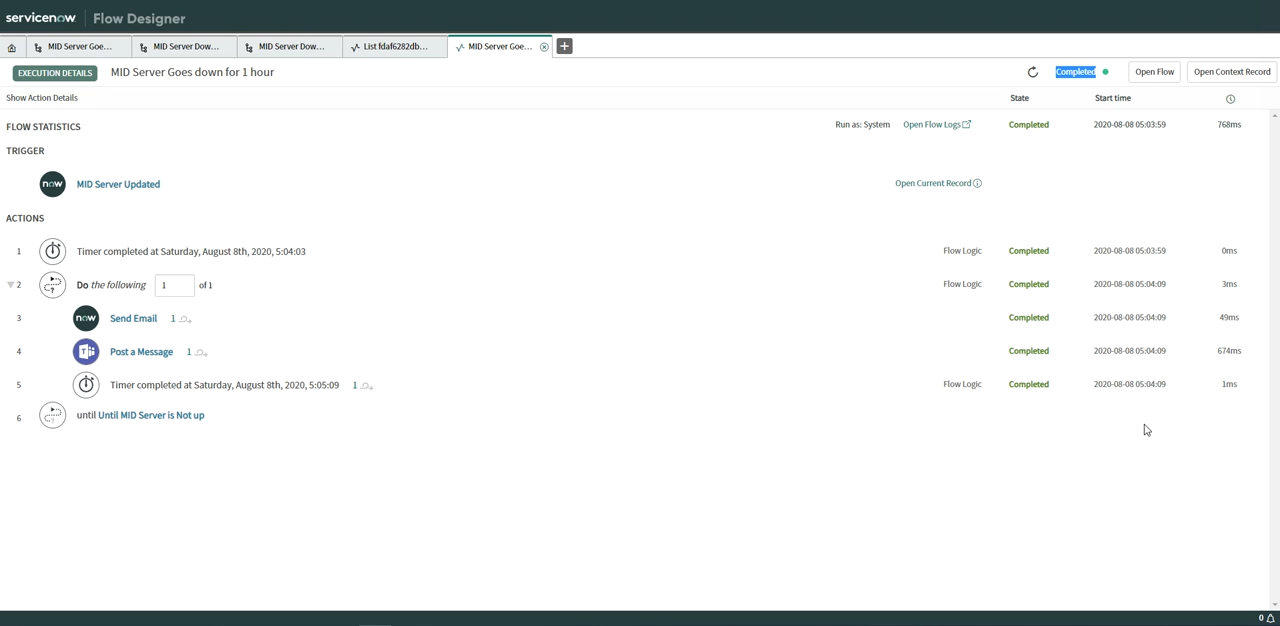 servicenow Flow Designer
MID Server Goe... MID Server Dow... MID Server Dow... List fdaf6282db... MID Server Goe...
EXECUTION DETAILS MID Server Goes down for 1 hour Completed Open Flow Open Context Record
Show Action Details State Start time
FLOW STATISTICS Run as: System Open Flow Logs Completed 2020-08-08 05:03:59 768ms
TRIGGER
now MID Server Updated Open Current Record
ACTIONS
1 Timer completed at Saturday, August 8th, 2020, 5:04:03 Flow Logic Completed 2020-08-08 05:03:59 0ms
2 Do the following 1 of 1 Flow Logic Completed 2020-08-08 05:04:09 3ms
3 now Send Email 1 Completed 2020-08-08 05:04:09 49ms
4 Post a Message 1 Completed 2020-08-08 05:04:09 674ms
5 Timer completed at Saturday, August 8th, 2020, 5:05:09 1 Flow Logic Completed 2020-08-08 05:04:09 1ms
6 until Until MID Server is Not up
0